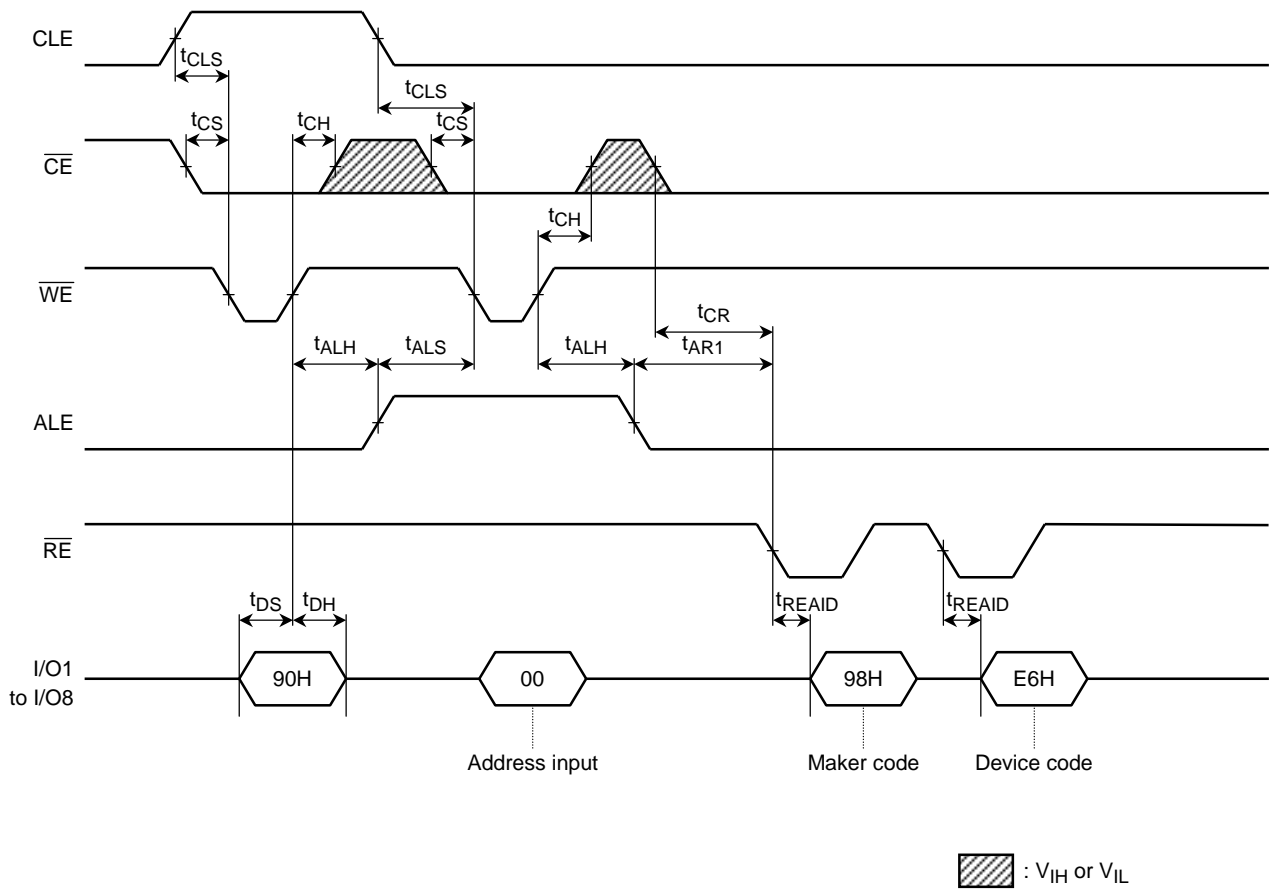 CLE
tCLS
tCLS
tCS
tCH
tCS
CE
tCH
WE
tCR
tALH
tALS
tALH
tAR1
ALE
RE
tDS
tDH
tREAID
tREAID
I/O1
to I/O8
90H
00
98H
E6H
Address input
Maker code
Device code
: VIH or VIL